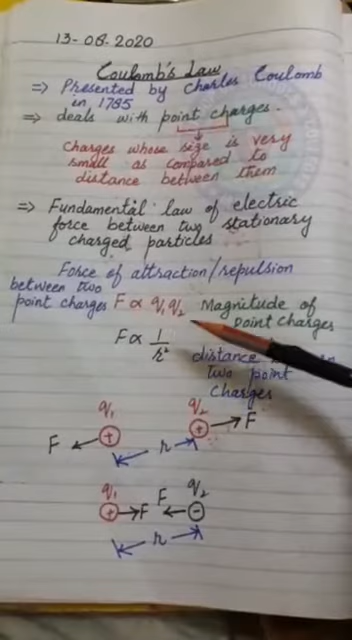 13-08-2020
Coulomb's Law
⇒ Presented by Charles Coulomb
in 1785
⇒ deals with point charges.
Charges whose size is very
small as compared to
distance between them
⇒ Fundamental law of electric
force between two stationary
charged particles
Force of attraction/repulsion
between two
point charges F ∝ q₁q₂ Magnitude of
point charges
F ∝ 1/r²
distance
two point
charges
q₁ q₂
F ← + + → F
r
q₁ F q₂
+ → F ← −
r